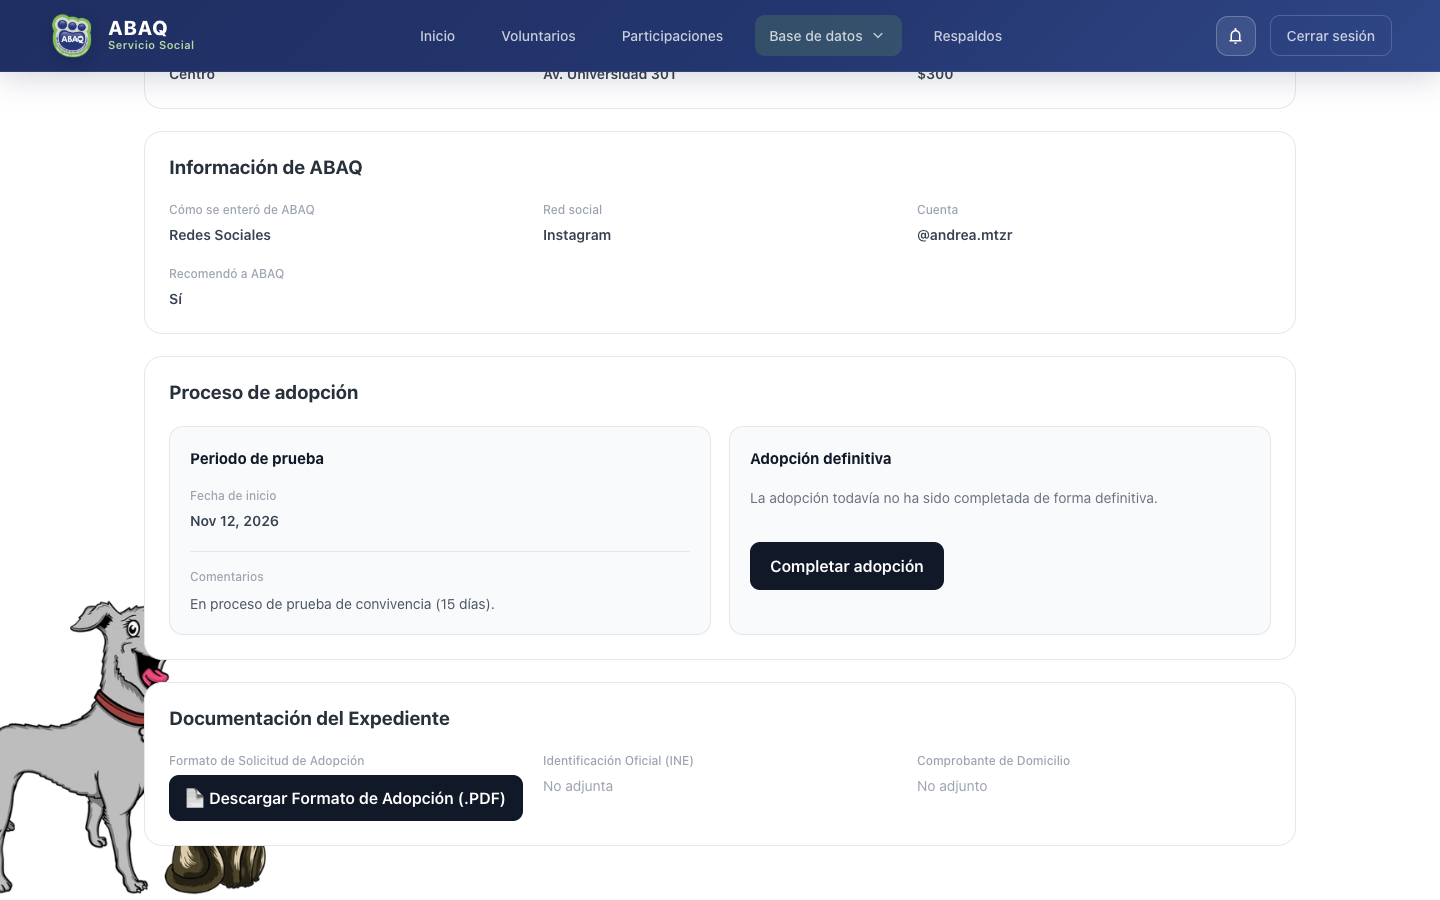 ABAQ
Servicio Social
Inicio
Voluntarios
Participaciones
Base de datos
Respaldos
Cerrar sesión
Centro
Av. Universidad 301
$300
Información de ABAQ
Cómo se enteró de ABAQ
Red social
Cuenta
Redes Sociales
Instagram
@andrea.mtzr
Recomendó a ABAQ
Sí
Proceso de adopción
Periodo de prueba
Fecha de inicio
Nov 12, 2026
Comentarios
En proceso de prueba de convivencia (15 días).
Adopción definitiva
La adopción todavía no ha sido completada de forma definitiva.
Completar adopción
Documentación del Expediente
Formato de Solicitud de Adopción
Identificación Oficial (INE)
Comprobante de Domicilio
Descargar Formato de Adopción (.PDF)
No adjunta
No adjunto